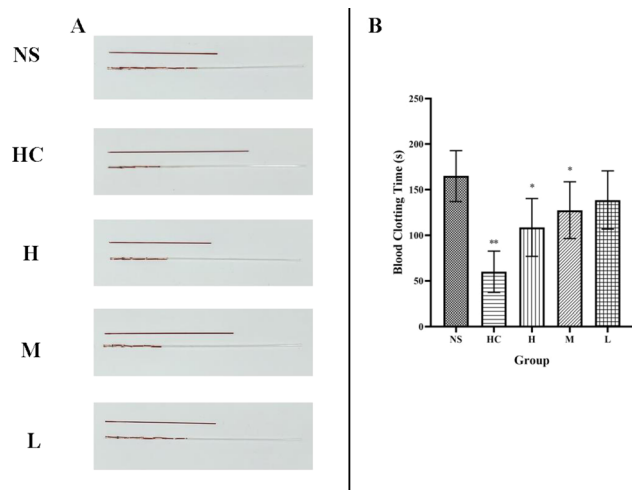 A
NS
HC
H
M
L
B
250
200
150
100
50
0
Blood Clotting Time (s)
**
*
*
NS HC H M L
Group